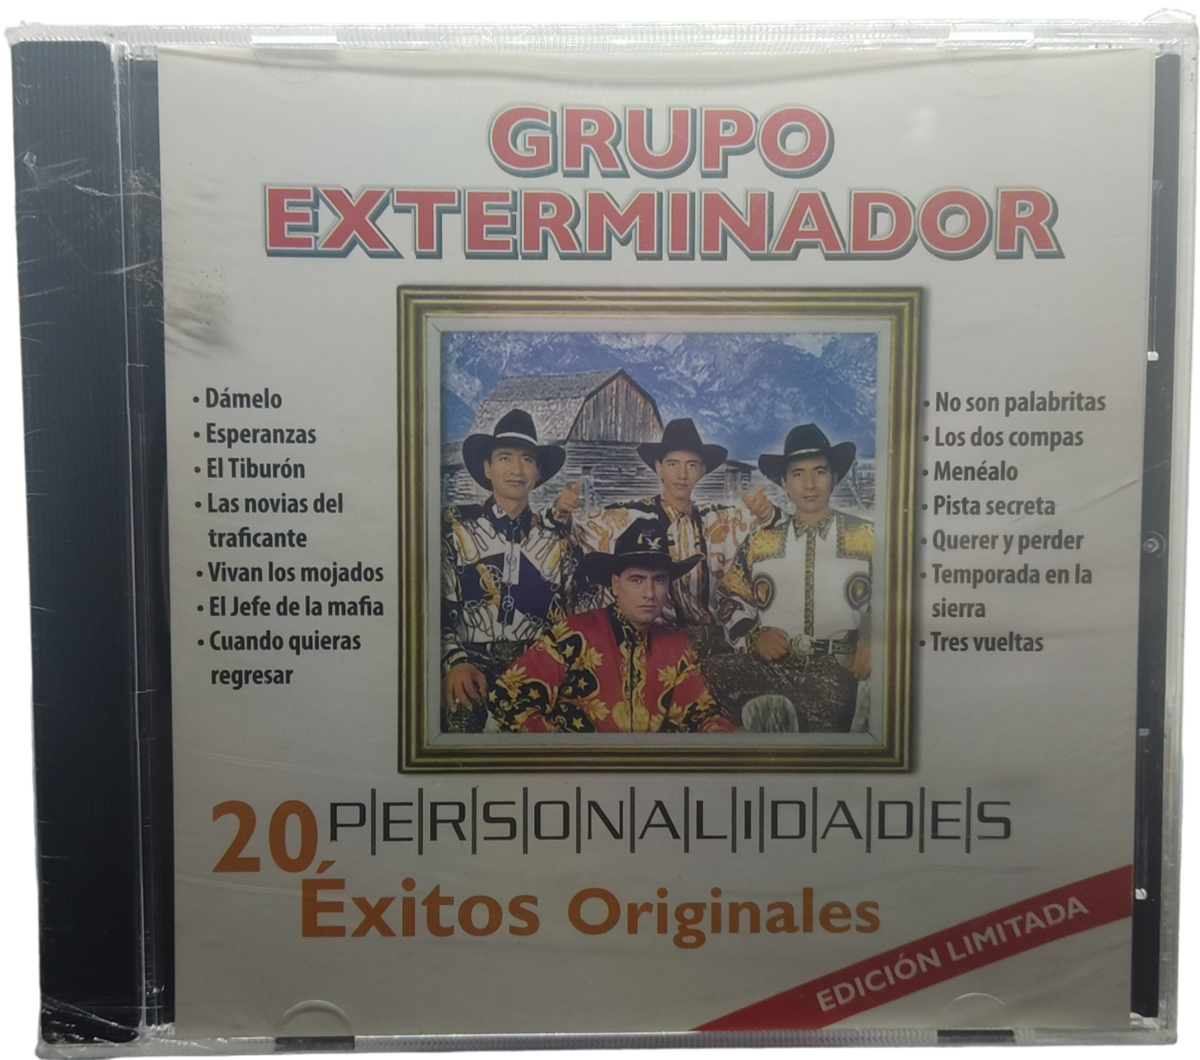 GRUPO
EXTERMINADOR
• Dámelo
• Esperanzas
• El Tiburón
• Las novias del
traficante
• Vivan los mojados
• El Jefe de la mafia
• Cuando quieras
regresar
• No son palabritas
• Los dos compas
• Menéalo
• Pista secreta
• Querer y perder
• Temporada en la
sierra
• Tres vueltas
20 P|E|R|S|O|N|A|L|I|D|A|D|E|S
Éxitos Originales
EDICIÓN LIMITADA